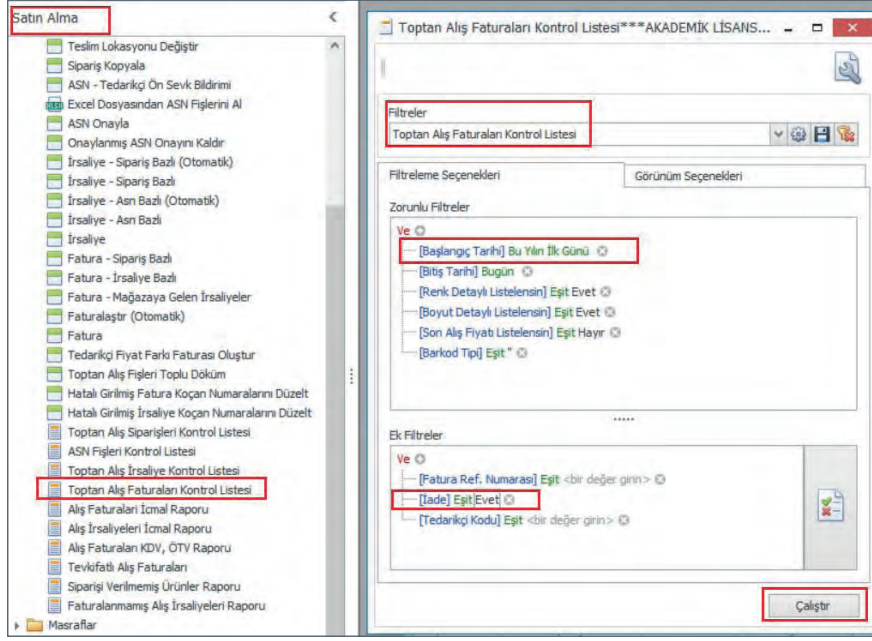 Satın Alma
Teslim Lokasyonu Değiştir
Sipariş Kopyala
ASN - Tedarikçi Ön Sevk Bildirimi
Excel Dosyasından ASN Fişlerini Al
ASN Onayla
Onaylanmış ASN Onayını Kaldır
İrsaliye - Sipariş Bazlı (Otomatik)
İrsaliye - Sipariş Bazlı
İrsaliye - Asn Bazlı (Otomatik)
İrsaliye - Asn Bazlı
İrsaliye
Fatura - Sipariş Bazlı
Fatura - İrsaliye Bazlı
Fatura - Mağazaya Gelen İrsaliyeler
Faturalaştır (Otomatik)
Fatura
Tedarikçi Fiyat Farkı Faturası Oluştur
Toptan Alış Fişleri Toplu Döküm
Hatalı Girilmiş Fatura Koçan Numaralarını Düzelt
Hatalı Girilmiş İrsaliye Koçan Numaralarını Düzelt
Toptan Alış Siparişleri Kontrol Listesi
ASN Fişleri Kontrol Listesi
Toptan Alış İrsaliye Kontrol Listesi
Toptan Alış Faturaları Kontrol Listesi
Alış Faturaları İcmal Raporu
Alış İrsaliyeleri İcmal Raporu
Alış Faturaları KDV, ÖTV Raporu
Tevkifatlı Alış Faturaları
Siparişi Verilmemiş Ürünler Raporu
Faturalanmamış Alış İrsaliyeleri Raporu
Masraflar
Toptan Alış Faturaları Kontrol Listesi***AKADEMİK LİSANS...
Filtreler
Toptan Alış Faturaları Kontrol Listesi
Filtreleme Seçenekleri
Görünüm Seçenekleri
Zorunlu Filtreler
Ve
[Başlangıç Tarihi] Bu Yılın İlk Günü
[Bitiş Tarihi] Bugün
[Renk Detaylı Listelensin] Eşit Evet
[Boyut Detaylı Listelensin] Eşit Evet
[Son Alış Fiyatı Listelensin] Eşit Hayır
[Barkod Tipi] Eşit ''
Ek Filtreler
Ve
[Fatura Ref. Numarası] Eşit <bir değer girin>
[İade] Eşit Evet
[Tedarikçi Kodu] Eşit <bir değer girin>
Çalıştır